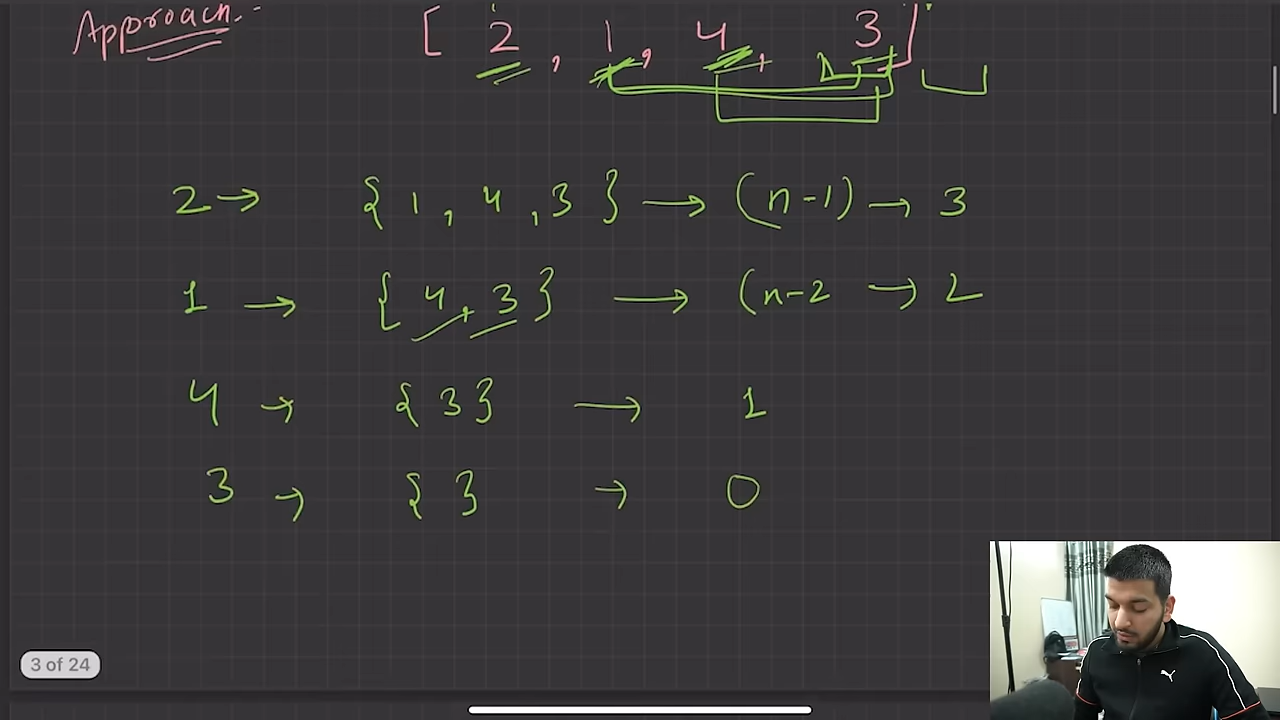 Approach:-
[ 2 , 1 , 4 , 3 ]
2 → { 1 , 4 , 3 } → (n-1) → 3
1 → { 4 , 3 } → (n-2 → 2
4 → { 3 } → 1
3 → { } → 0
3 of 24